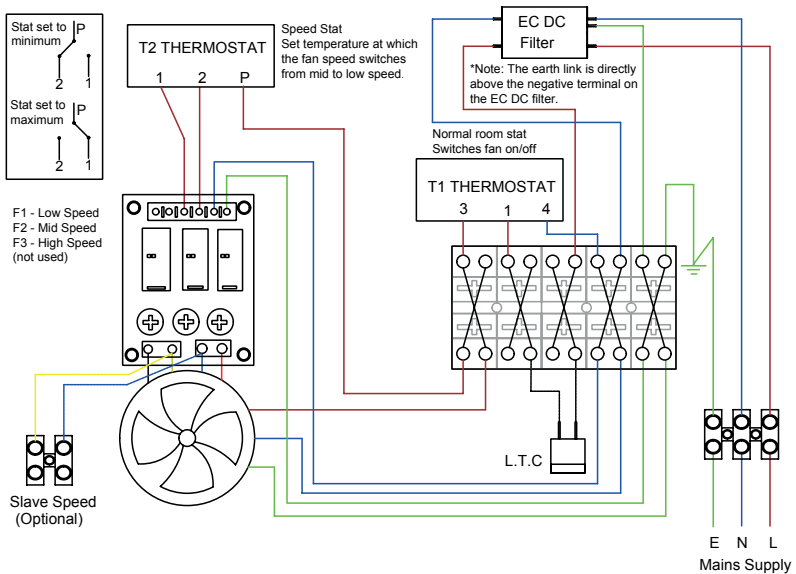 Stat set to
minimum
P
2 1
Stat set to
maximum
P
2 1
F1 - Low Speed
F2 - Mid Speed
F3 - High Speed
(not used)
T2 THERMOSTAT
1 2 P
Speed Stat
Set temperature at which
the fan speed switches
from mid to low speed.
EC DC
Filter
*Note: The earth link is directly
above the negative terminal on
the EC DC filter.
Normal room stat
Switches fan on/off
T1 THERMOSTAT
3 1 4
L.T.C
Slave Speed
(Optional)
E N L
Mains Supply